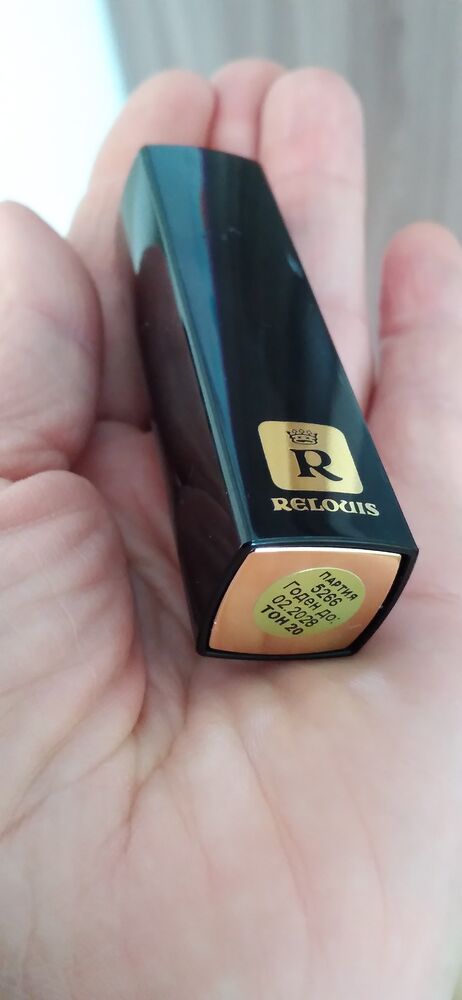 R
RELOUIS
ПАРТИЯ
5266
Годен до:
02.2028
ТОН 20